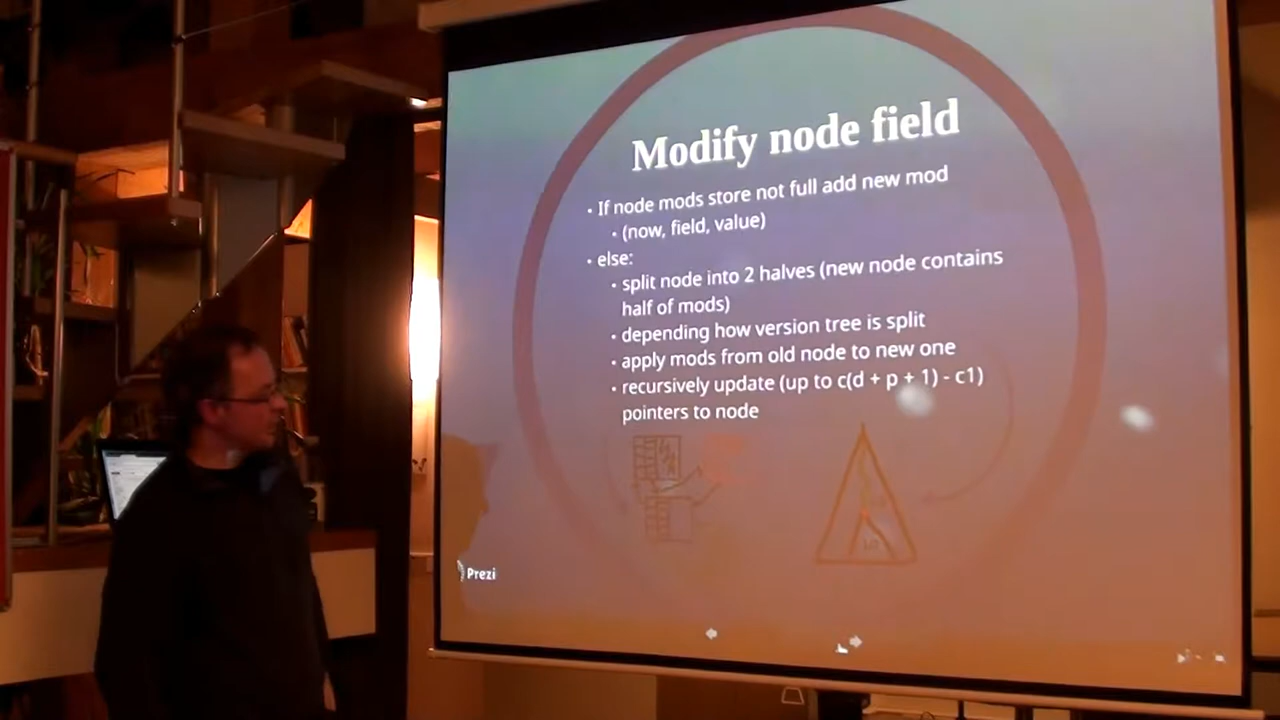 Modify node field
• If node mods store not full add new mod
• (now, field, value)
• else:
• split node into 2 halves (new node contains
half of mods)
• depending how version tree is split
• apply mods from old node to new one
• recursively update (up to c(d + p + 1) - c1)
pointers to node
Prezi